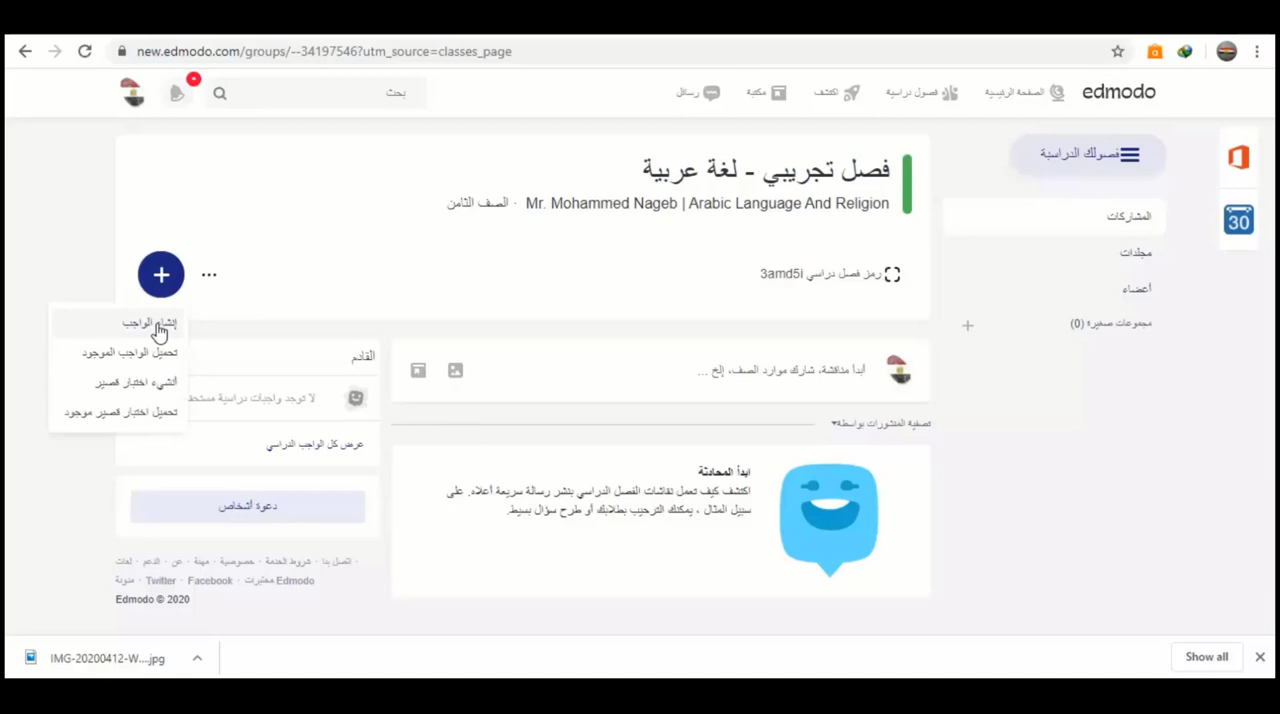 new.edmodo.com/groups/--34197546?utm_source=classes_page
edmodo
الصفحة الرئيسية
فصول دراسية
اكتشف
مكتبة
رسائل
بحث
فصولك الدراسية
المشاركات
مجلدات
أعضاء
مجموعات صغيرة (0)
30
فصل تجريبي - لغة عربية
Mr. Mohammed Nageb | Arabic Language And Religion · الصف الثامن
رمز فصل دراسي 3amd5i
إنشاء الواجب
تحميل الواجب الموجود
أنشيء اختبار قصير
تحميل اختبار قصير موجود
أبدأ مناقشة، شارك موارد الصف، إلخ ...
تصفية المنشورات بواسطة
ابدأ المحادثة
اكتشف كيف تعمل نقاشات الفصل الدراسي بنشر رسالة سريعة أعلاه. على
سبيل المثال ، يمكنك الترحيب بطلابك أو طرح سؤال بسيط.
القادم
لا توجد واجبات دراسية
عرض كل الواجب الدراسي
دعوة أشخاص
لغات · الدعم · عن · مهنة · خصوصية · شروط الخدمة · اتصل بنا ·
Edmodo مختبرات · Facebook · Twitter · مدونة
Edmodo © 2020
IMG-20200412-W....jpg
Show all